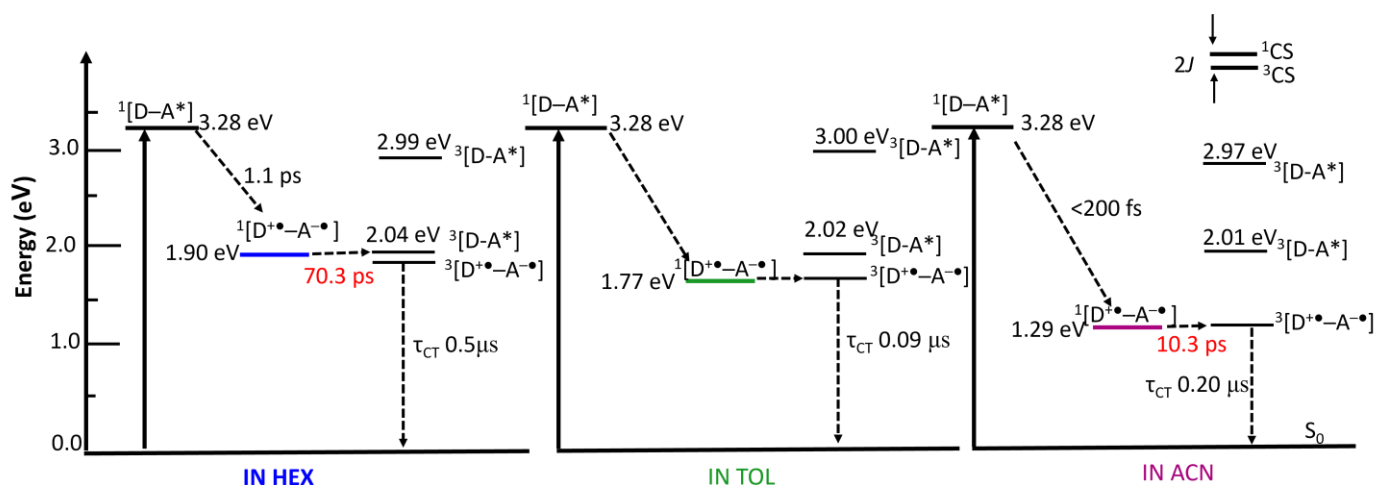 Energy (eV)
3.0
2.0
1.0
0.0
¹[D–A*]
3.28 eV
1.1 ps
¹[D⁺•–A⁻•]
1.90 eV
70.3 ps
2.99 eV
³[D-A*]
2.04 eV
³[D-A*]
³[D⁺•–A⁻•]
τCT 0.5μs
IN HEX
¹[D–A*]
3.28 eV
¹[D⁺•–A⁻•]
1.77 eV
3.00 eV
³[D-A*]
2.02 eV
³[D-A*]
³[D⁺•–A⁻•]
τCT 0.09 μs
IN TOL
¹[D–A*]
3.28 eV
<200 fs
¹[D⁺•–A⁻•]
1.29 eV
10.3 ps
2J
¹CS
³CS
2.97 eV
³[D-A*]
2.01 eV
³[D-A*]
³[D⁺•–A⁻•]
τCT 0.20 μs
S₀
IN ACN